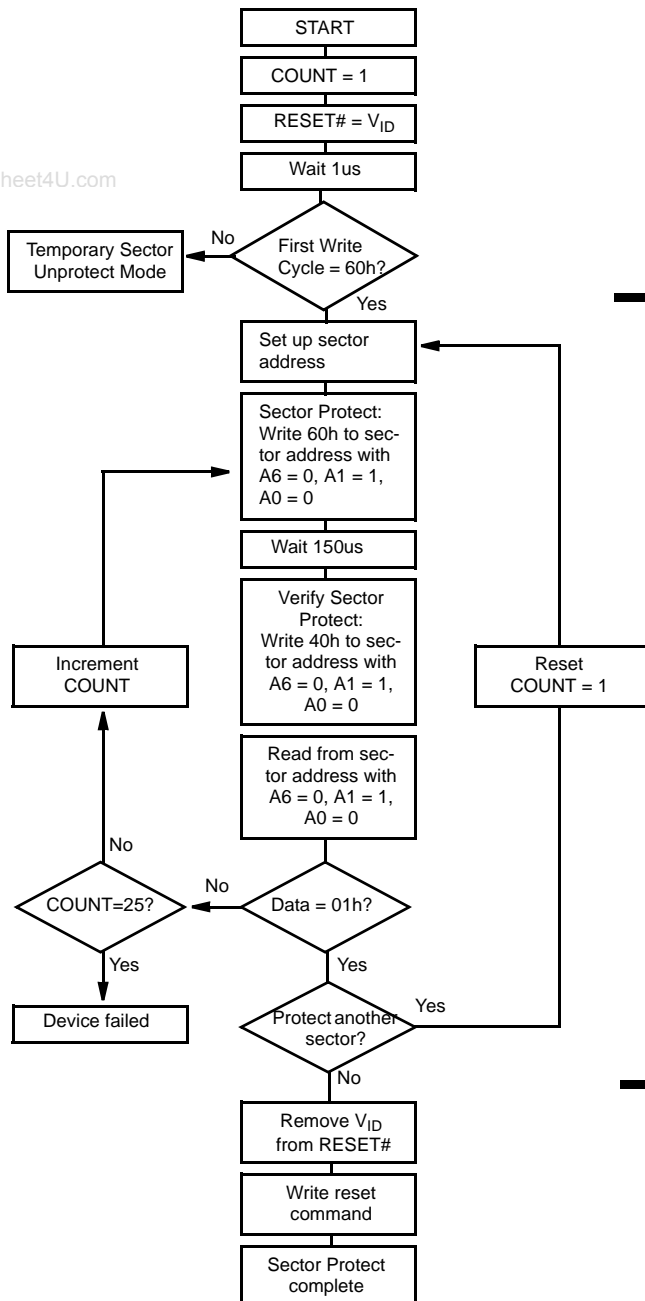 START
COUNT = 1
RESET# = VID
heet4U.com
Wait 1us
No
First Write
Cycle = 60h?
Temporary Sector
Unprotect Mode
Yes
Set up sector
address
Sector Protect:
Write 60h to sec-
tor address with
A6 = 0, A1 = 1,
A0 = 0
Wait 150us
Verify Sector
Protect:
Write 40h to sec-
tor address with
A6 = 0, A1 = 1,
A0 = 0
Increment
COUNT
Reset
COUNT = 1
Read from sec-
tor address with
A6 = 0, A1 = 1,
A0 = 0
No
No
COUNT=25?
Data = 01h?
Yes
Yes
Device failed
Protect another
sector?
Yes
No
Remove VID
from RESET#
Write reset
command
Sector Protect
complete